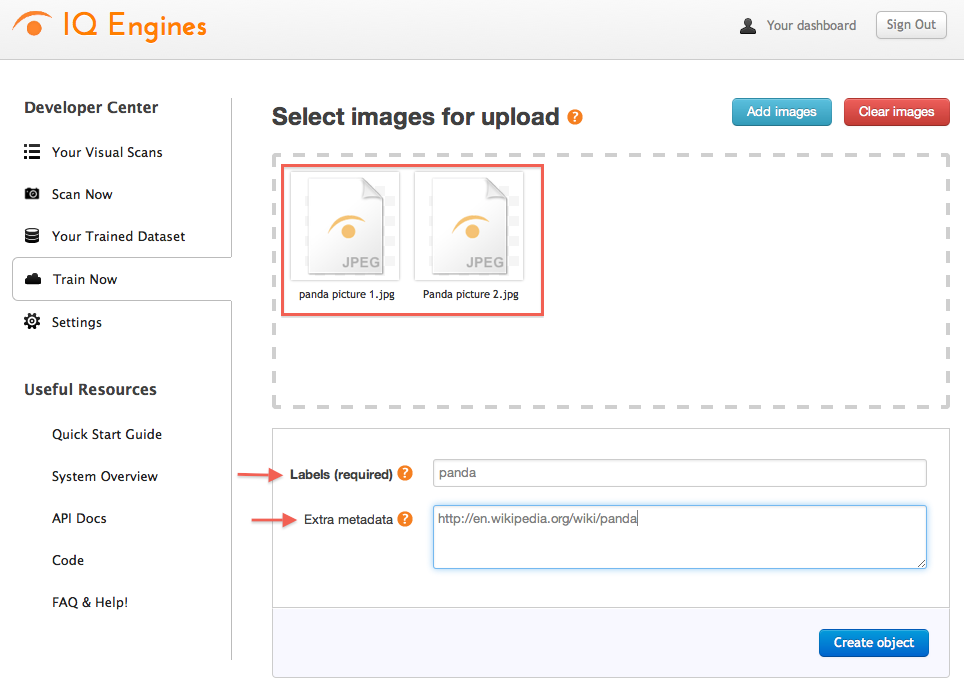 IQ Engines
Your dashboard
Sign Out
Developer Center
Your Visual Scans
Scan Now
Your Trained Dataset
Train Now
Settings
Useful Resources
Quick Start Guide
System Overview
API Docs
Code
FAQ & Help!
Select images for upload ?
Add images
Clear images
JPEG
JPEG
panda picture 1.jpg
Panda picture 2.jpg
Labels (required) ?
panda
Extra metadata ?
http://en.wikipedia.org/wiki/panda
Create object